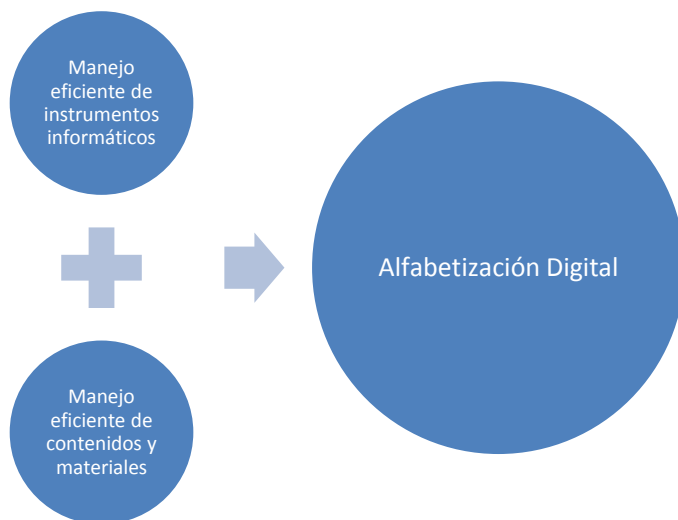 Manejo
eficiente de
instrumentos
informáticos
Manejo
eficiente de
contenidos y
materiales
Alfabetización Digital